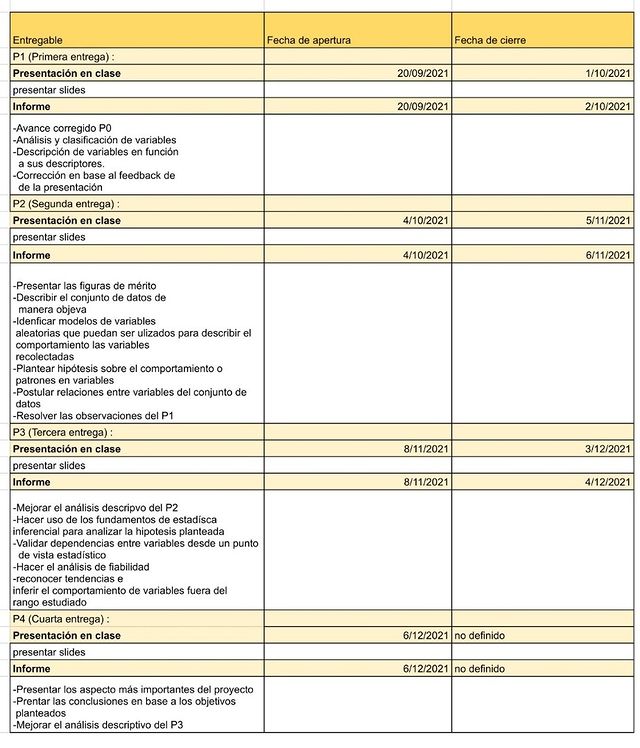 Entregable Fecha de apertura Fecha de cierre
P1 (Primera entrega) :
Presentación en clase 20/09/2021 1/10/2021
presentar slides
Informe 20/09/2021 2/10/2021
-Avance corregido P0
-Análisis y clasificación de variables
-Descripción de variables en función
a sus descriptores.
-Corrección en base al feedback de
de la presentación
P2 (Segunda entrega) :
Presentación en clase 4/10/2021 5/11/2021
presentar slides
Informe 4/10/2021 6/11/2021
-Presentar las figuras de mérito
-Describir el conjunto de datos de
manera objeva
-Idenficar modelos de variables
aleatorias que puedan ser ulizados para describir el
comportamiento las variables
recolectadas
-Plantear hipótesis sobre el comportamiento o
patrones en variables
-Postular relaciones entre variables del conjunto de
datos
-Resolver las observaciones del P1
P3 (Tercera entrega) :
Presentación en clase 8/11/2021 3/12/2021
presentar slides
Informe 8/11/2021 4/12/2021
-Mejorar el análisis descripvo del P2
-Hacer uso de los fundamentos de estadísca
inferencial para analizar la hipotesis planteada
-Validar dependencias entre variables desde un punto
de vista estadístico
-Hacer el análisis de fiabilidad
-reconocer tendencias e
inferir el comportamiento de variables fuera del
rango estudiado
P4 (Cuarta entrega) :
Presentación en clase 6/12/2021 no definido
presentar slides
Informe 6/12/2021 no definido
-Presentar los aspecto más importantes del proyecto
-Prentar las conclusiones en base a los objetivos
planteados
-Mejorar el análisis descriptivo del P3